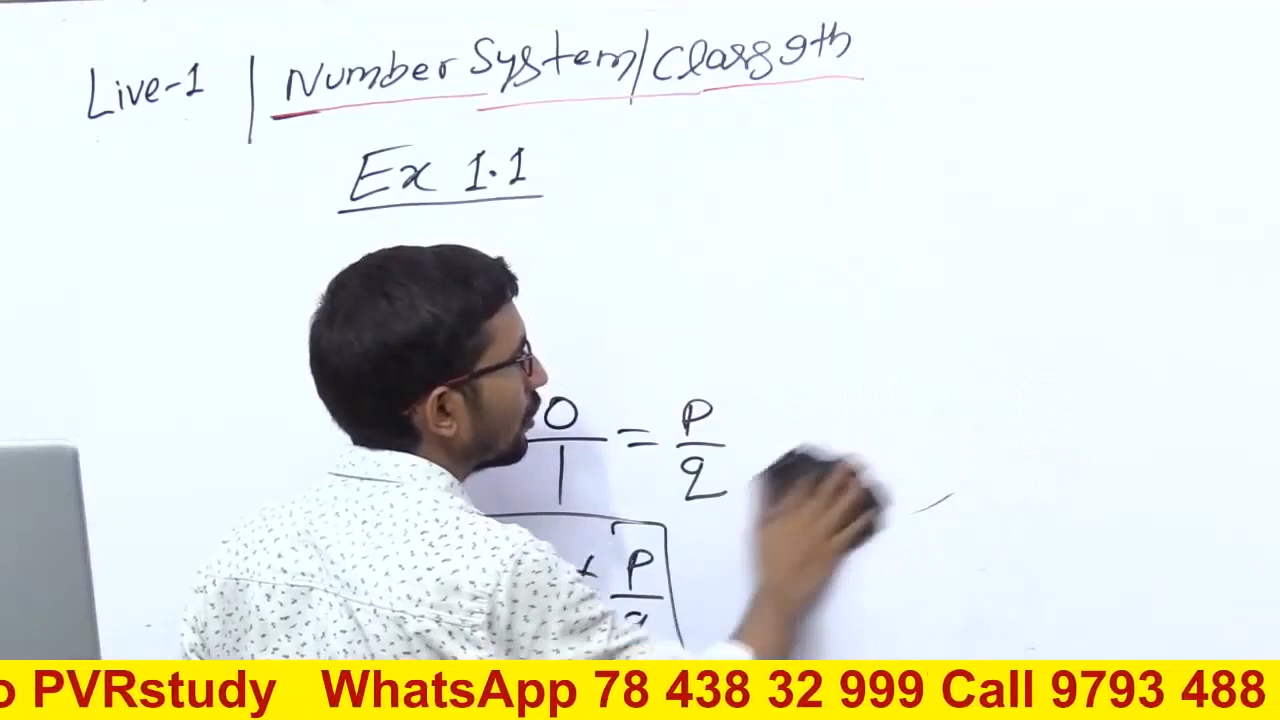 Live-1 | Number System/Class 9th
Ex 1.1
0/1 = p/q
p/q
o PVRstudy WhatsApp 78 438 32 999 Call 9793 488